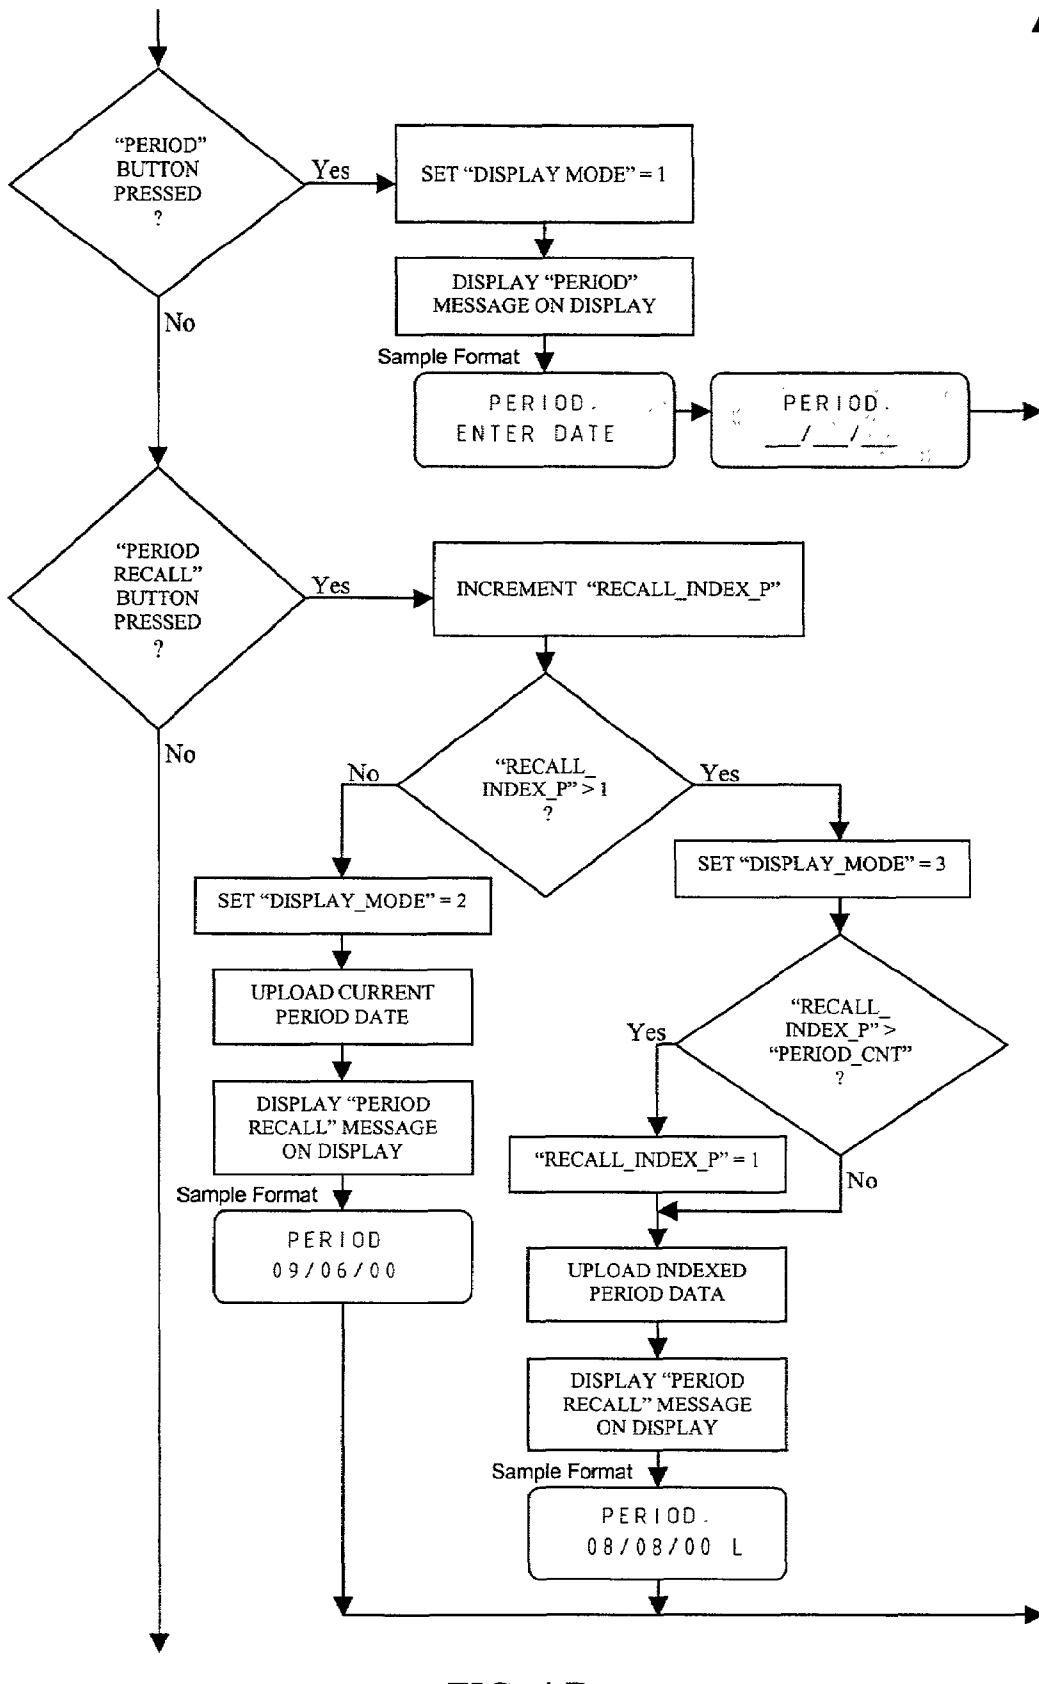 “PERIOD”
BUTTON
PRESSED
?
Yes
SET “DISPLAY MODE” = 1
DISPLAY “PERIOD”
MESSAGE ON DISPLAY
No
Sample Format
PERIOD.
ENTER DATE
PERIOD.
__/__/__
“PERIOD
RECALL”
BUTTON
PRESSED
?
Yes
INCREMENT “RECALL_INDEX_P”
No
“RECALL_
INDEX_P” > 1
?
No
Yes
SET “DISPLAY_MODE” = 2
SET “DISPLAY_MODE” = 3
UPLOAD CURRENT
PERIOD DATE
“RECALL_
INDEX_P” >
“PERIOD_CNT”
?
Yes
No
DISPLAY “PERIOD
RECALL” MESSAGE
ON DISPLAY
“RECALL_INDEX_P” = 1
Sample Format
PERIOD
09/06/00
UPLOAD INDEXED
PERIOD DATA
DISPLAY “PERIOD
RECALL” MESSAGE
ON DISPLAY
Sample Format
PERIOD.
08/08/00 L